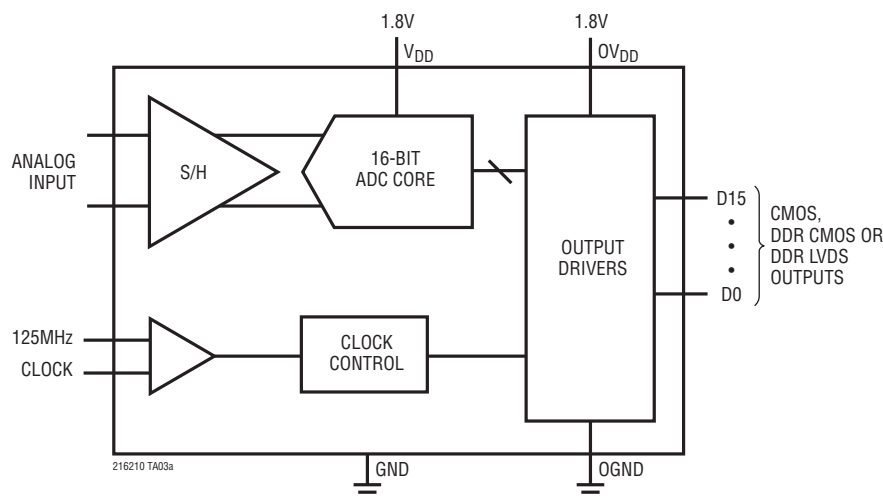 1.8V
1.8V
VDD
OVDD
ANALOG
INPUT
S/H
16-BIT
ADC CORE
OUTPUT
DRIVERS
D15
•
•
•
D0
CMOS,
DDR CMOS OR
DDR LVDS
OUTPUTS
125MHz
CLOCK
CLOCK
CONTROL
216210 TA03a
GND
OGND